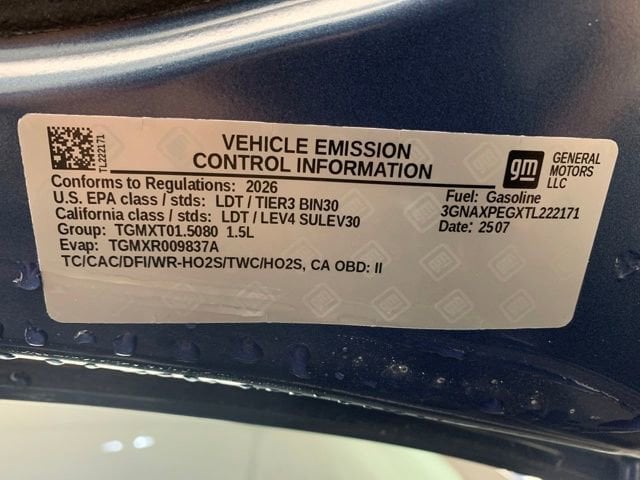 TL222171
VEHICLE EMISSION
CONTROL INFORMATION
gm
GENERAL
MOTORS
LLC
Conforms to Regulations: 2026
U.S. EPA class / stds: LDT / TIER3 BIN30
California class / stds: LDT / LEV4 SULEV30
Group: TGMXT01.5080 1.5L
Evap: TGMXR009837A
TC/CAC/DFI/WR-HO2S/TWC/HO2S, CA OBD: II
Fuel: Gasoline
3GNAXPEGXTL222171
Date: 2507